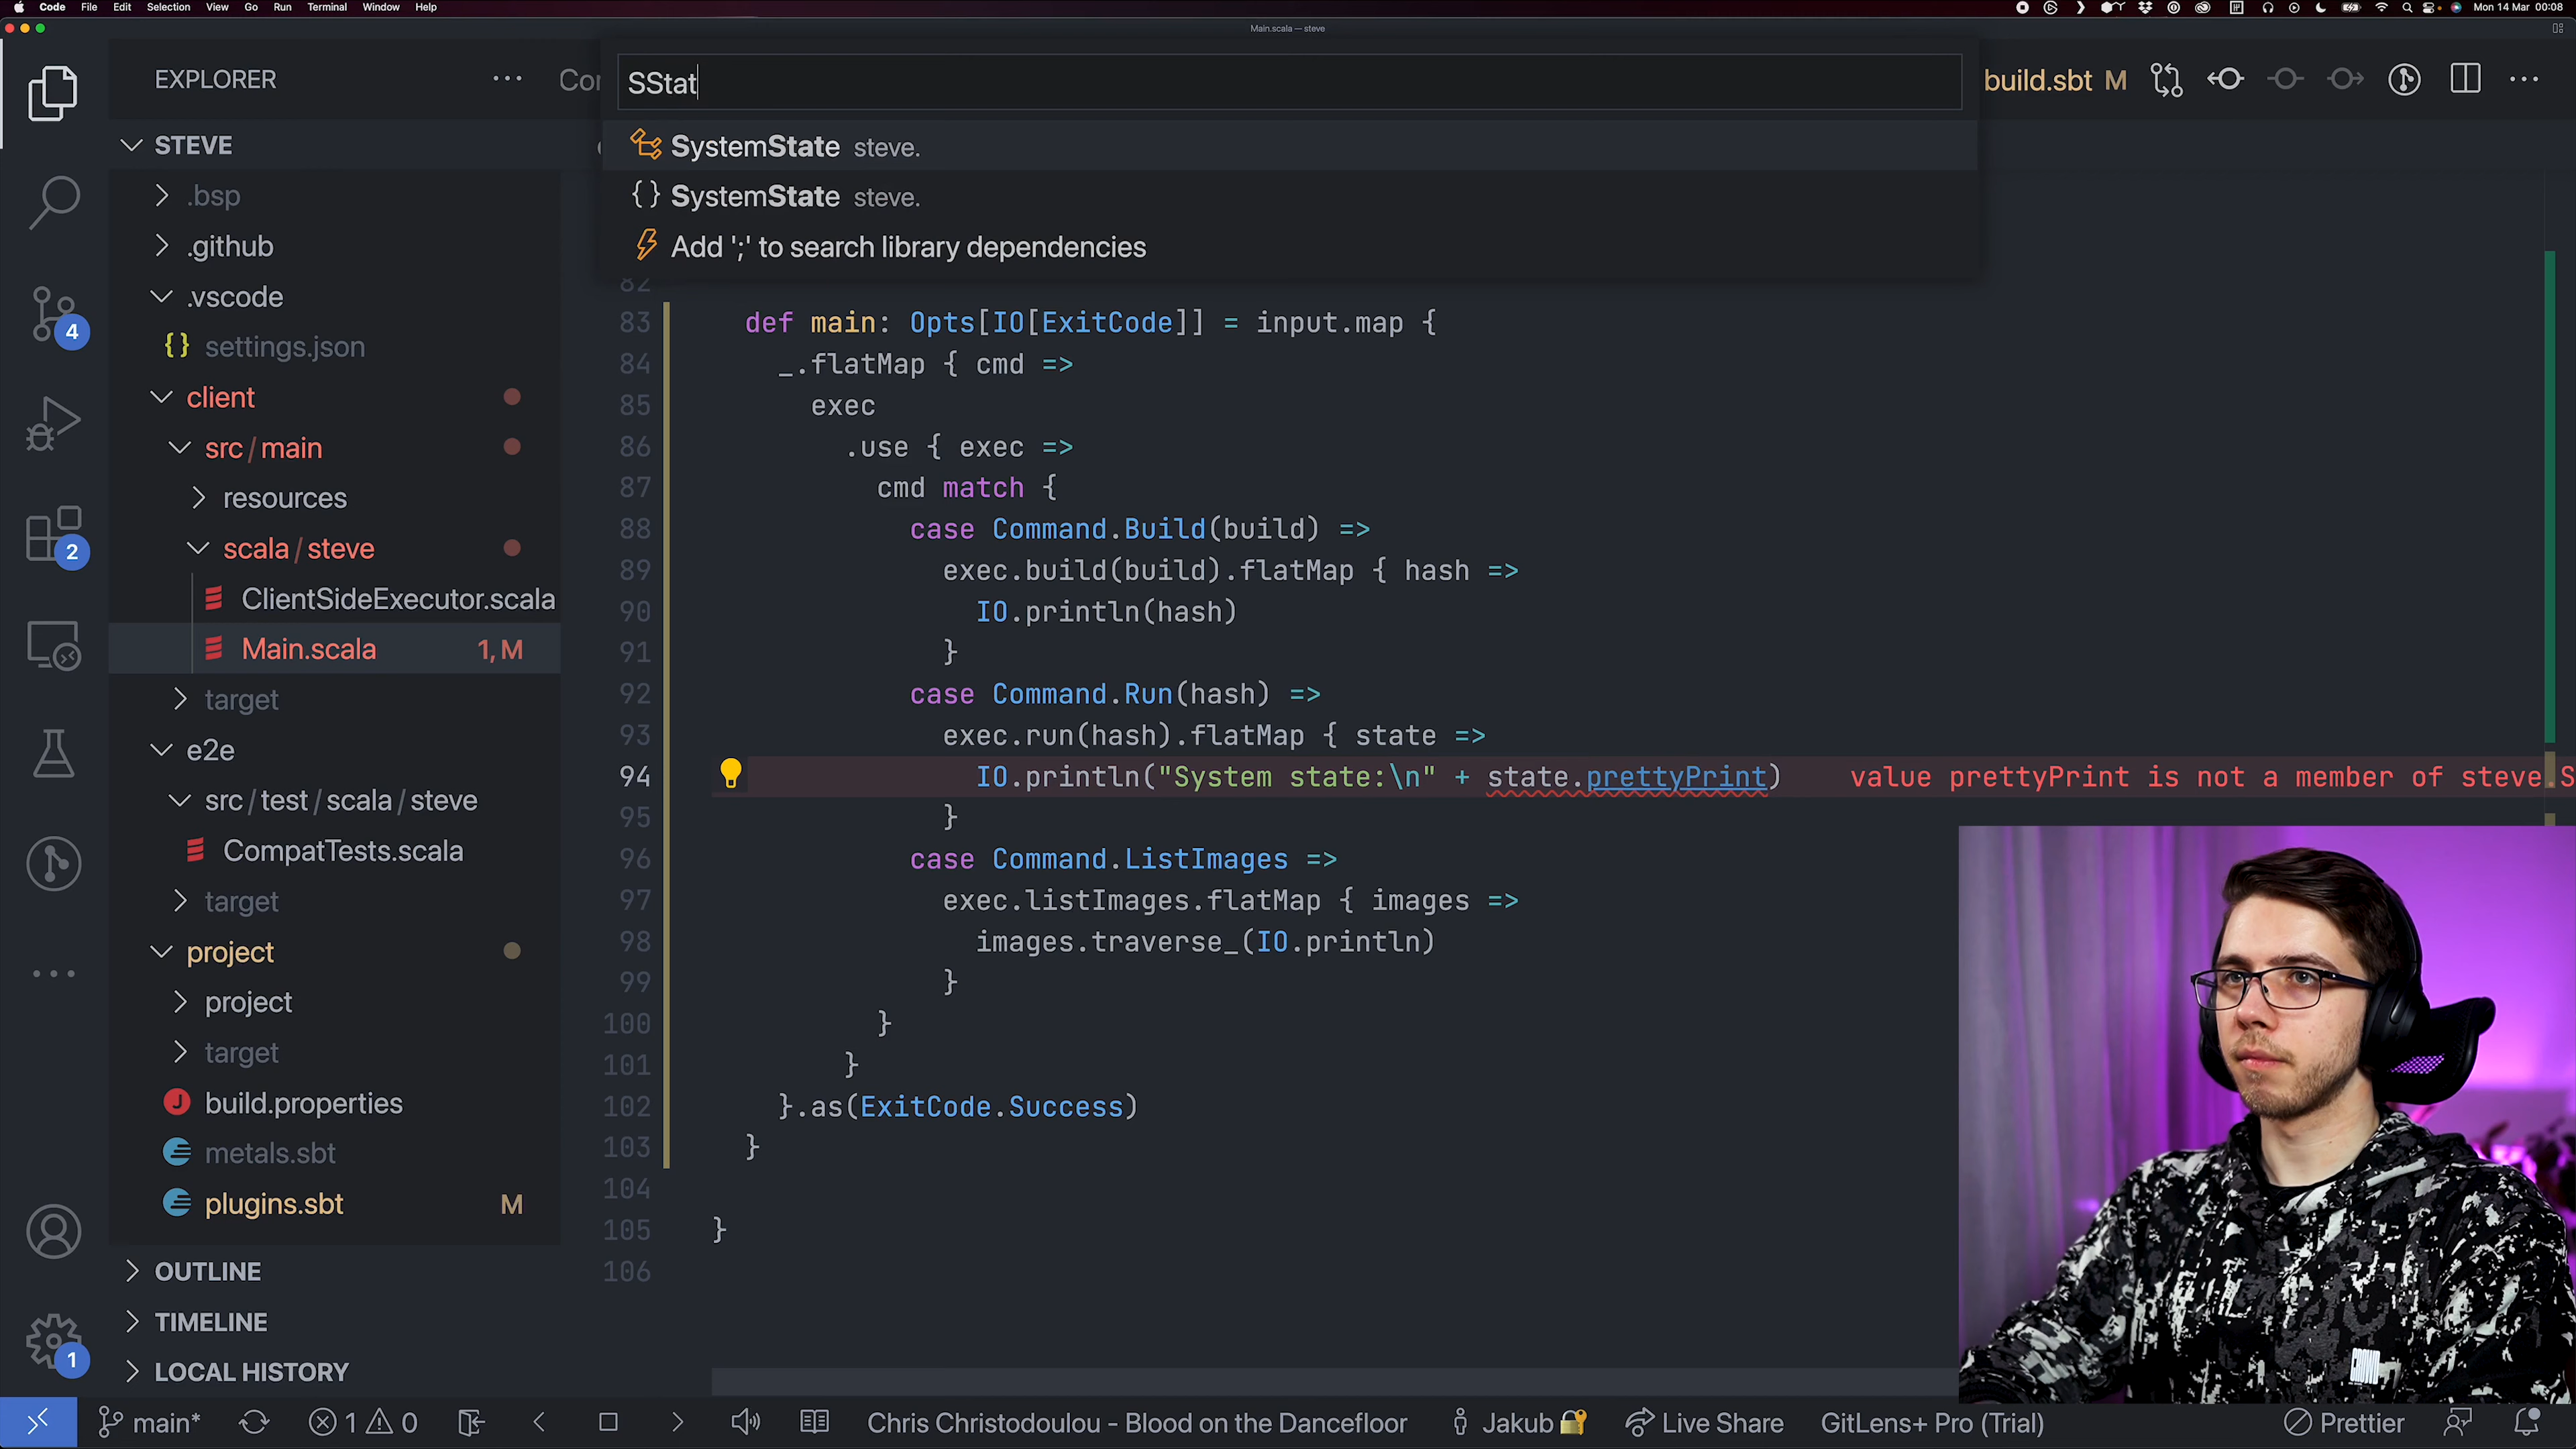 Code File Edit Selection View Go Run Terminal Window Help
Mon 14 Mar 00:08
Main.scala — steve
EXPLORER
SStat
build.sbt M
SystemState steve.
SystemState steve.
Add ';' to search library dependencies
STEVE
.bsp
.github
.vscode
{} settings.json
client
src/main
resources
scala/steve
ClientSideExecutor.scala
Main.scala 1, M
target
e2e
src/test/scala/steve
CompatTests.scala
target
project
project
target
build.properties
metals.sbt
plugins.sbt M
OUTLINE
TIMELINE
LOCAL HISTORY
4
2
1
82
83 def main: Opts[IO[ExitCode]] = input.map {
84 _.flatMap { cmd =>
85 exec
86 .use { exec =>
87 cmd match {
88 case Command.Build(build) =>
89 exec.build(build).flatMap { hash =>
90 IO.println(hash)
91 }
92 case Command.Run(hash) =>
93 exec.run(hash).flatMap { state =>
94 IO.println("System state:\n" + state.prettyPrint) value prettyPrint is not a member of steve.S
95 }
96 case Command.ListImages =>
97 exec.listImages.flatMap { images =>
98 images.traverse_(IO.println)
99 }
100 }
101 }
102 }.as(ExitCode.Success)
103 }
104
105 }
106
main* 1 0 Chris Christodoulou - Blood on the Dancefloor Jakub Live Share GitLens+ Pro (Trial) Prettier